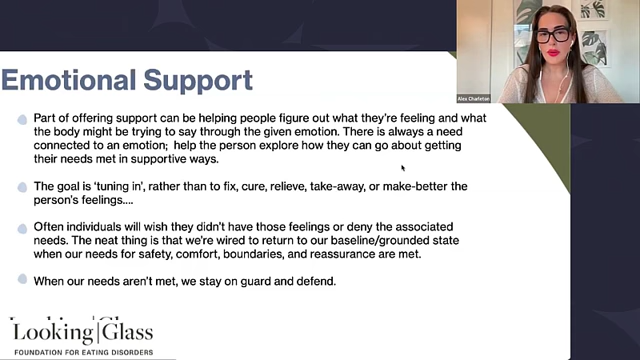 Emotional Support
Part of offering support can be helping people figure out what they're feeling and what
the body might be trying to say through the given emotion. There is always a need
connected to an emotion; help the person explore how they can go about getting
their needs met in supportive ways.
The goal is 'tuning in', rather than to fix, cure, relieve, take-away, or make-better the
person's feelings....
Often individuals will wish they didn't have those feelings or deny the associated
needs. The neat thing is that we're wired to return to our baseline/grounded state
when our needs for safety, comfort, boundaries, and reassurance are met.
When our needs aren't met, we stay on guard and defend.
Looking|Glass
FOUNDATION FOR EATING DISORDERS
Alex Charleton